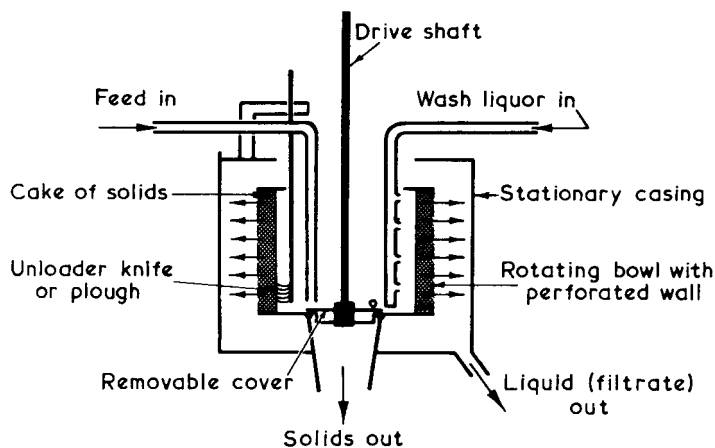 Drive shaft
Feed in
Wash liquor in
Cake of solids
Stationary casing
Unloader knife
or plough
Rotating bowl with
perforated wall
Removable cover
Liquid (filtrate)
out
Solids out